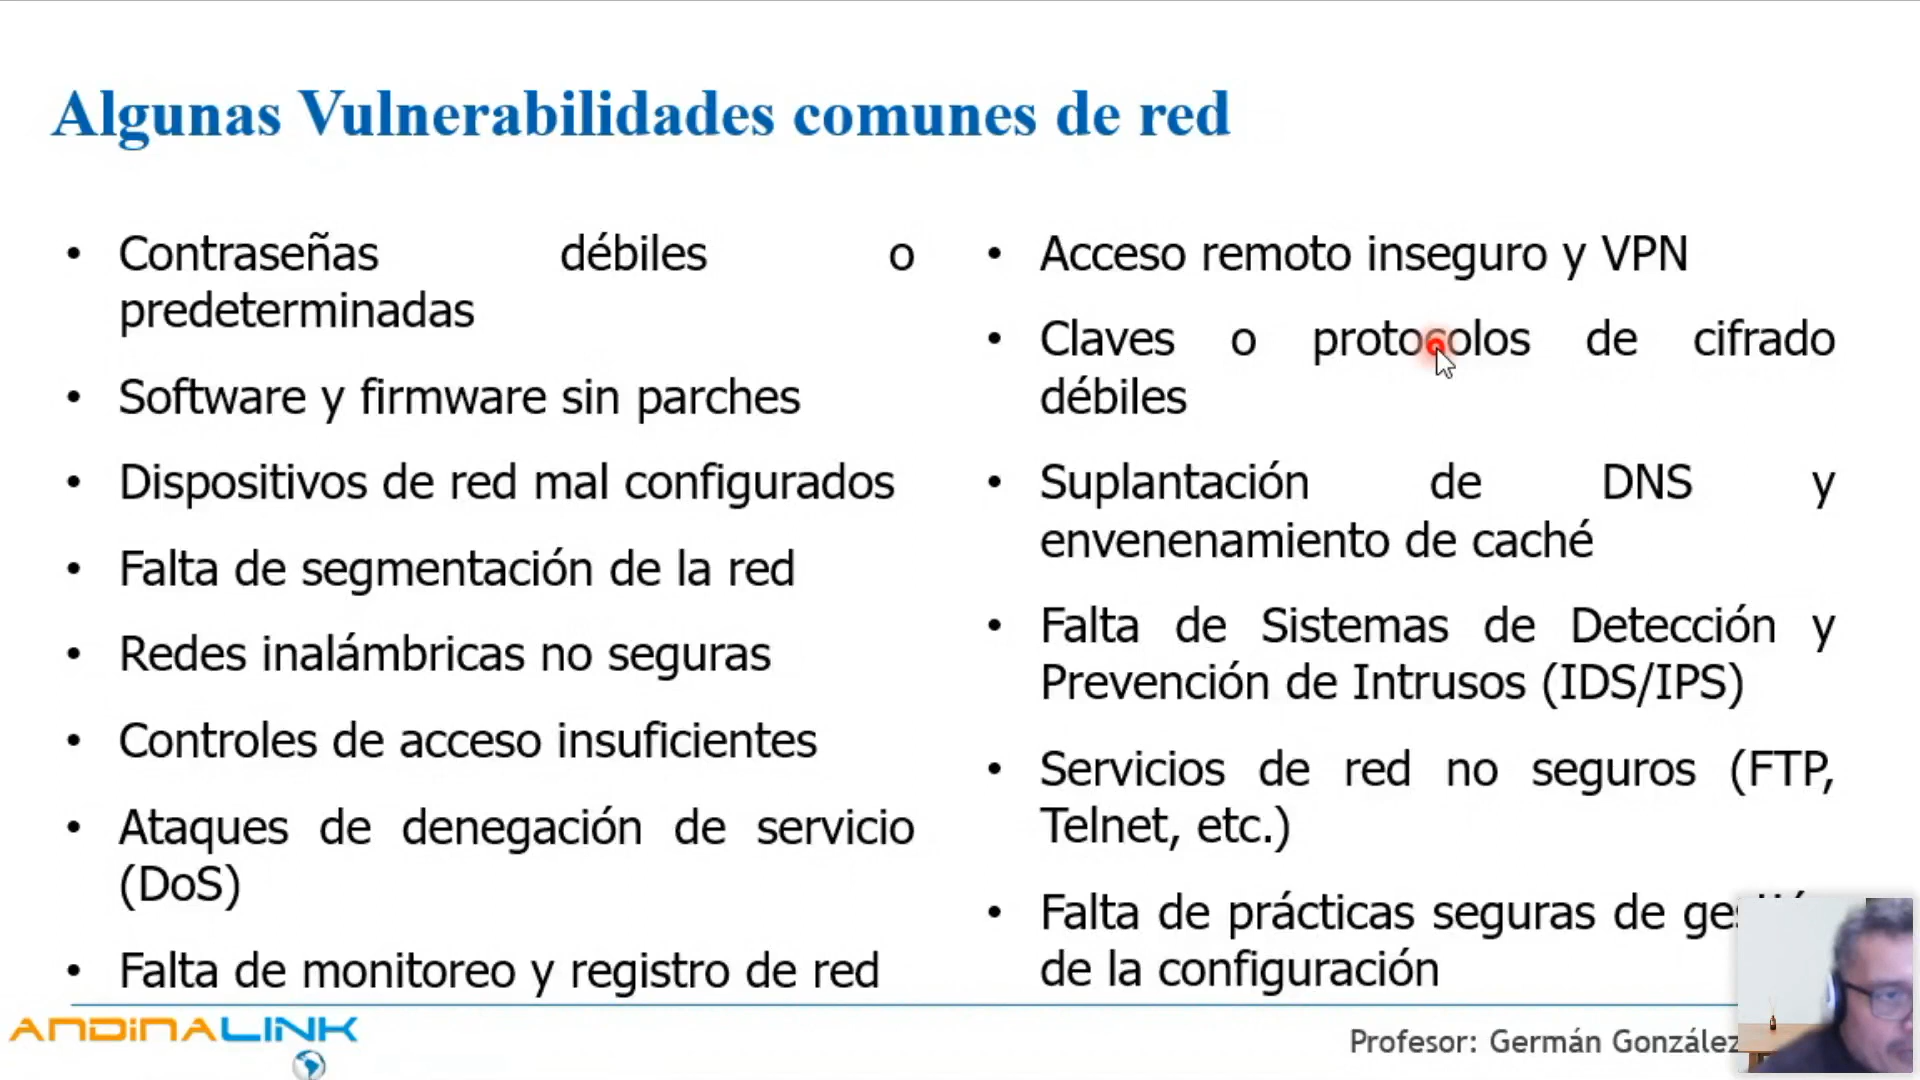 Algunas Vulnerabilidades comunes de red
• Contraseñas débiles o
predeterminadas
• Software y firmware sin parches
• Dispositivos de red mal configurados
• Falta de segmentación de la red
• Redes inalámbricas no seguras
• Controles de acceso insuficientes
• Ataques de denegación de servicio
(DoS)
• Falta de monitoreo y registro de red
• Acceso remoto inseguro y VPN
• Claves o protocolos de cifrado
débiles
• Suplantación de DNS y
envenenamiento de caché
• Falta de Sistemas de Detección y
Prevención de Intrusos (IDS/IPS)
• Servicios de red no seguros (FTP,
Telnet, etc.)
• Falta de prácticas seguras de
de la configuración
ANDINALINK
Profesor: Germán González